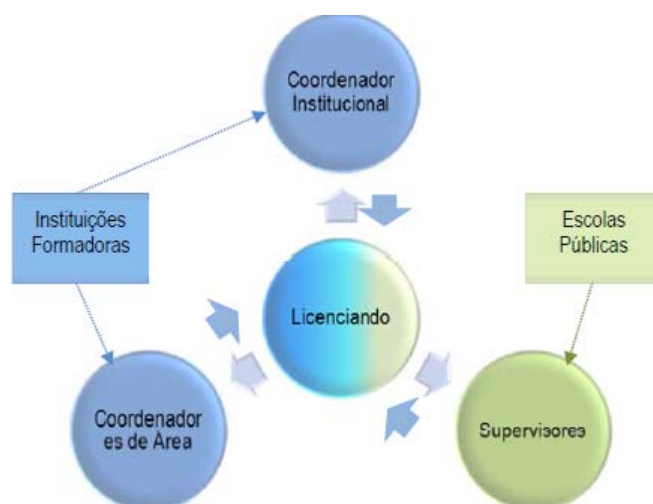 Coordenador
Institucional
Instituições
Formadoras
Escolas
Públicas
Licenciando
Coordenador
es de Área
Supervisores